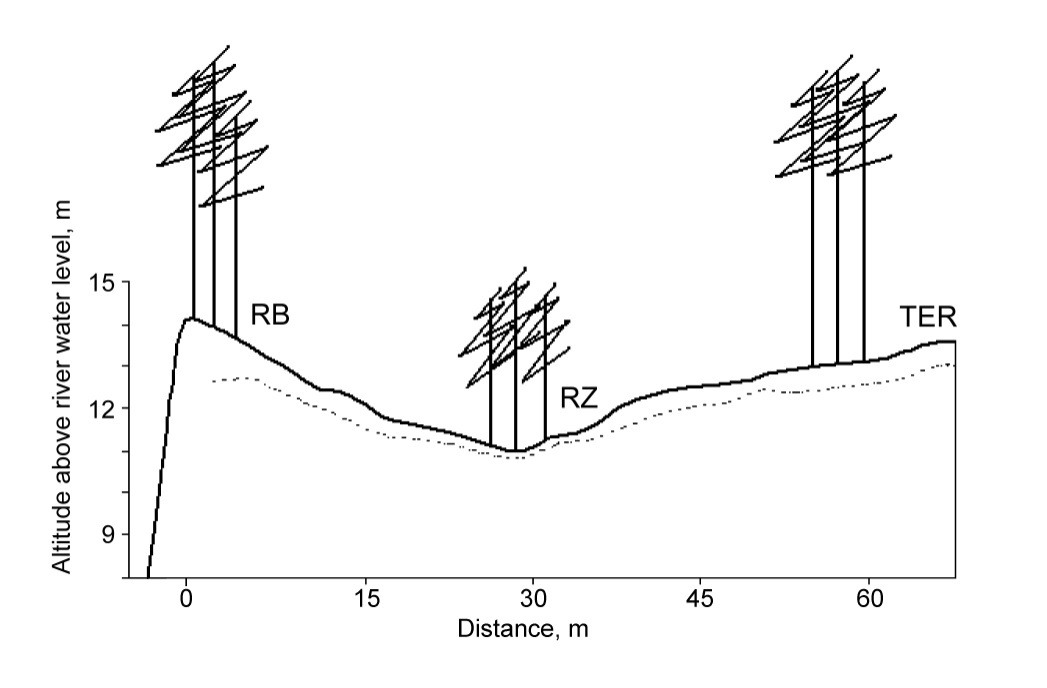 Altitude above river water level, m
15
12
9
RB
RZ
TER
0 15 30 45 60
Distance, m